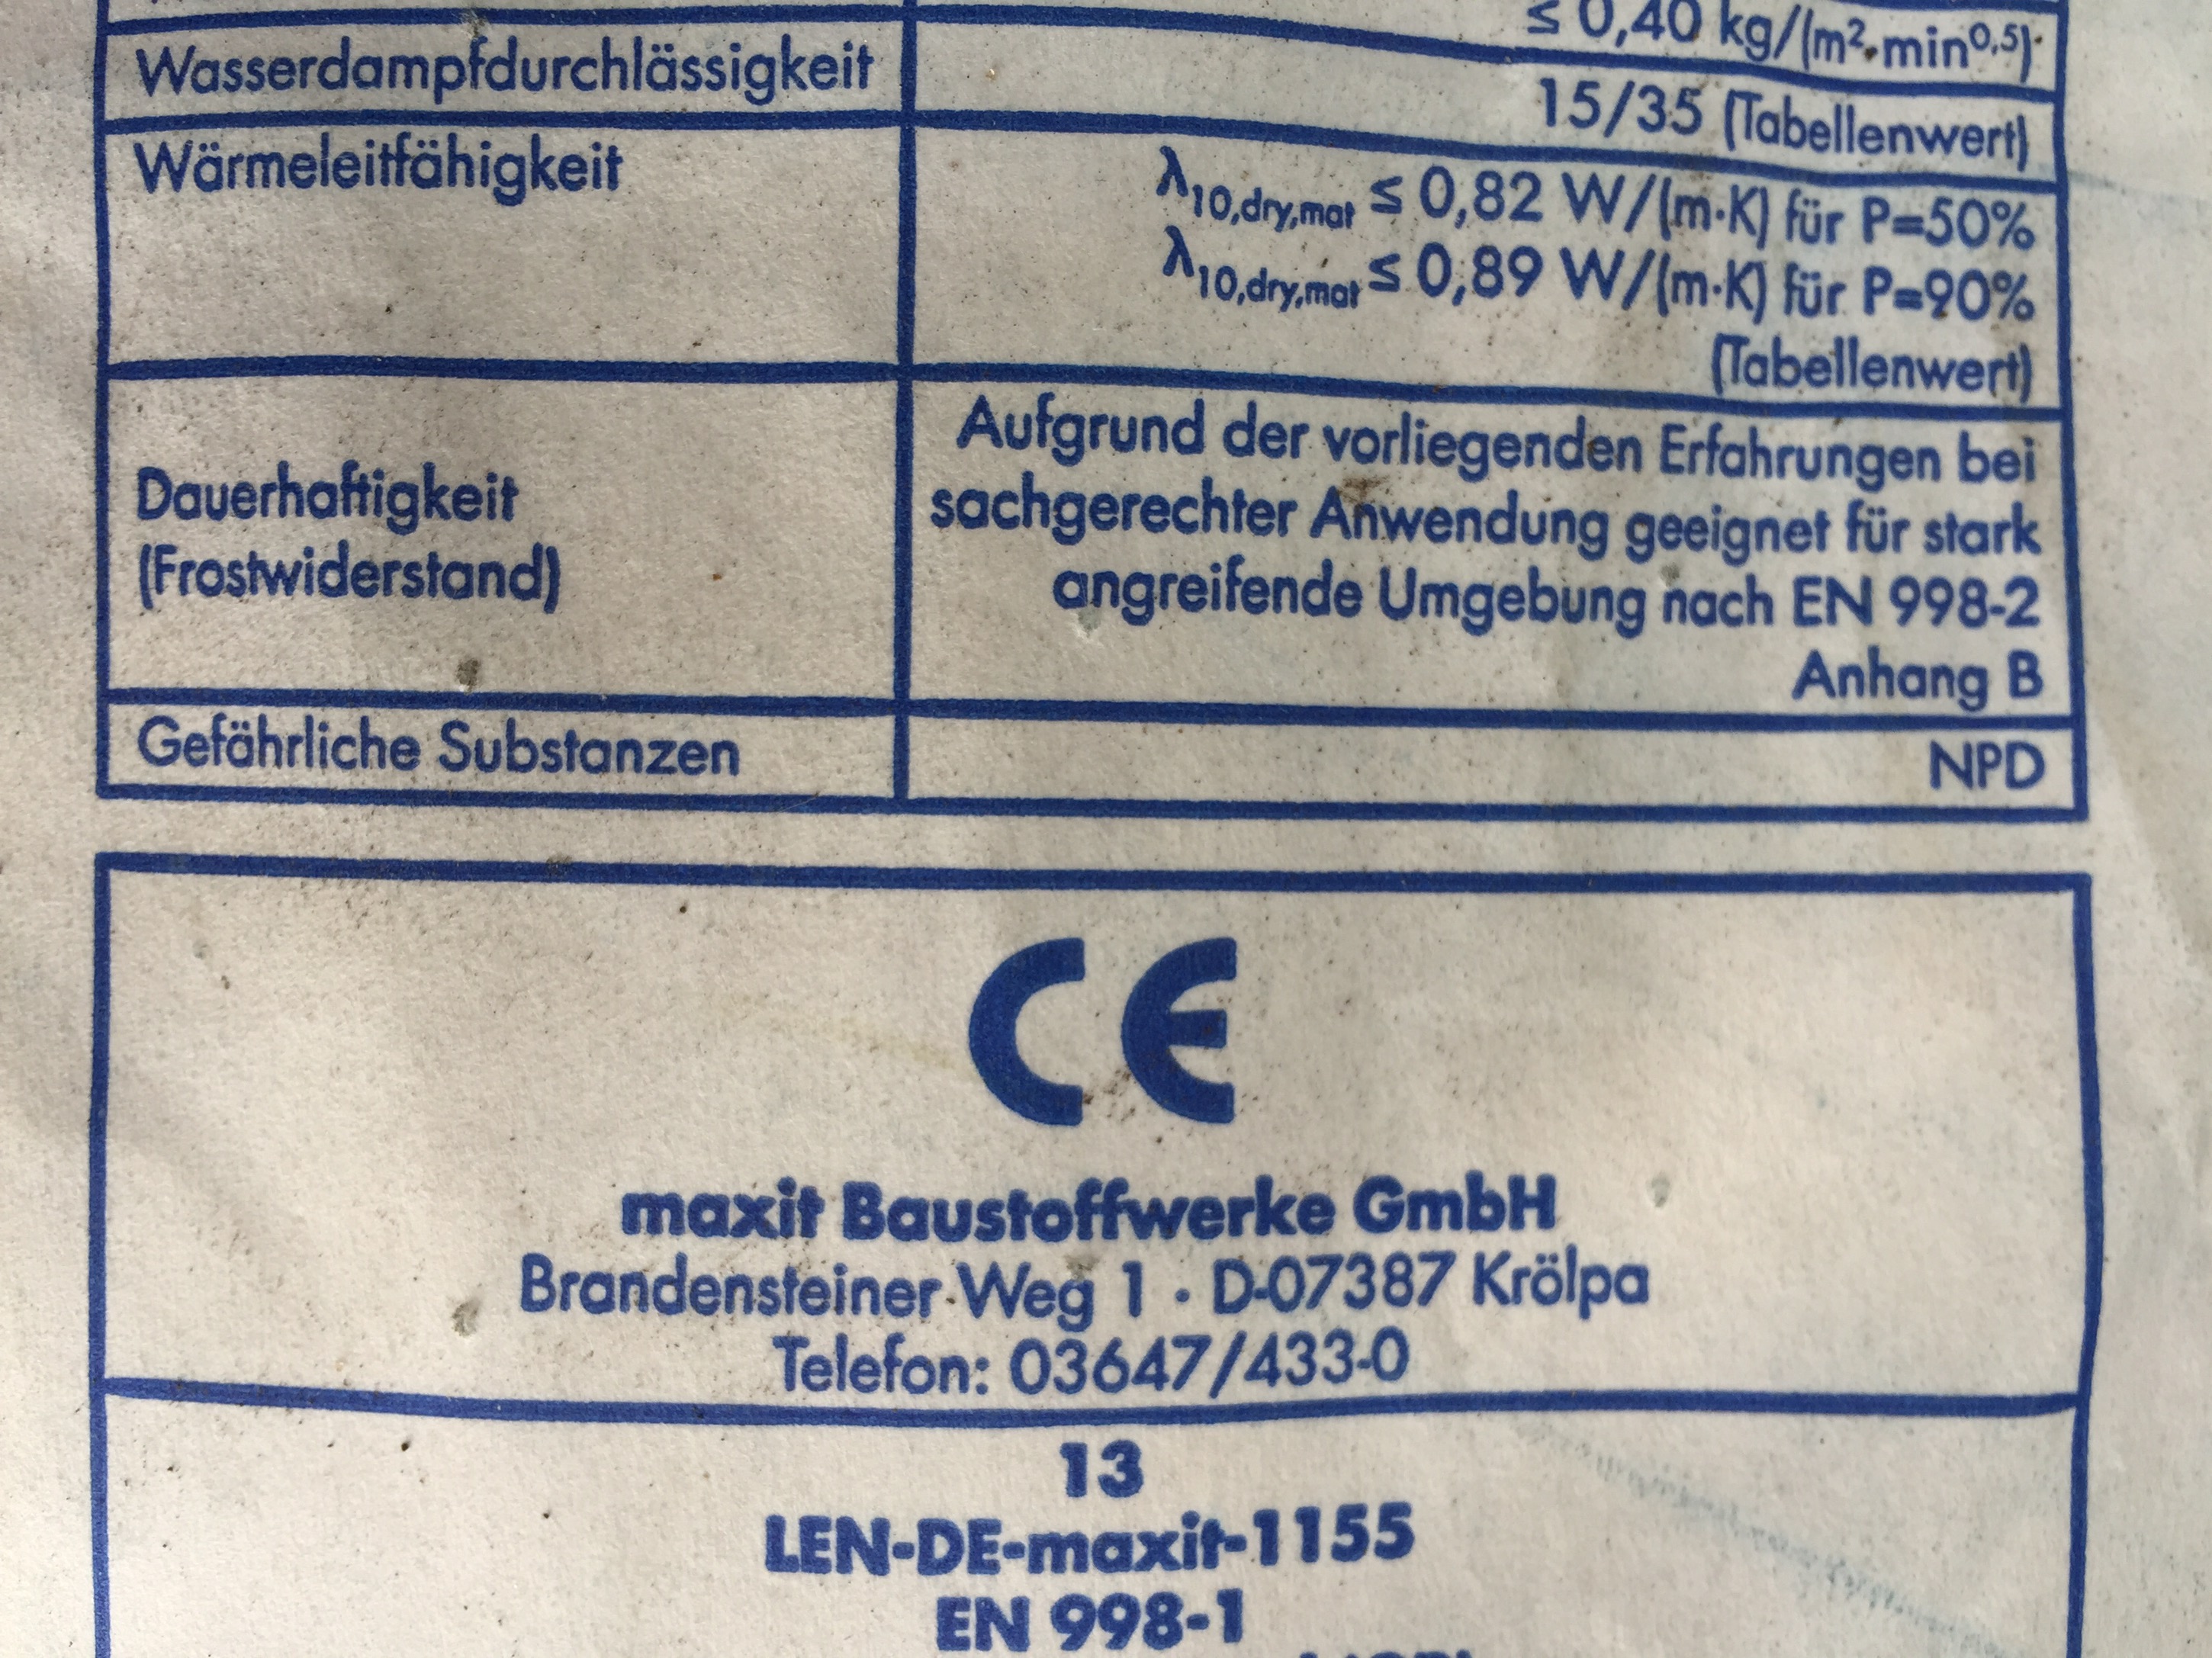 ≤ 0,40 kg/(m²·min⁰,⁵)
Wasserdampfdurchlässigkeit 15/35 (Tabellenwert)
Wärmeleitfähigkeit λ10,dry,mat ≤ 0,82 W/(m·K) für P=50%
λ10,dry,mat ≤ 0,89 W/(m·K) für P=90%
(Tabellenwert)
Dauerhaftigkeit
(Frostwiderstand)
Aufgrund der vorliegenden Erfahrungen bei
sachgerechter Anwendung geeignet für stark
angreifende Umgebung nach EN 998-2
Anhang B
Gefährliche Substanzen NPD
CE
maxit Baustoffwerke GmbH
Brandensteiner Weg 1 · D-07387 Krölpa
Telefon: 03647/433-0
13
LEN-DE-maxit-1155
EN 998-1